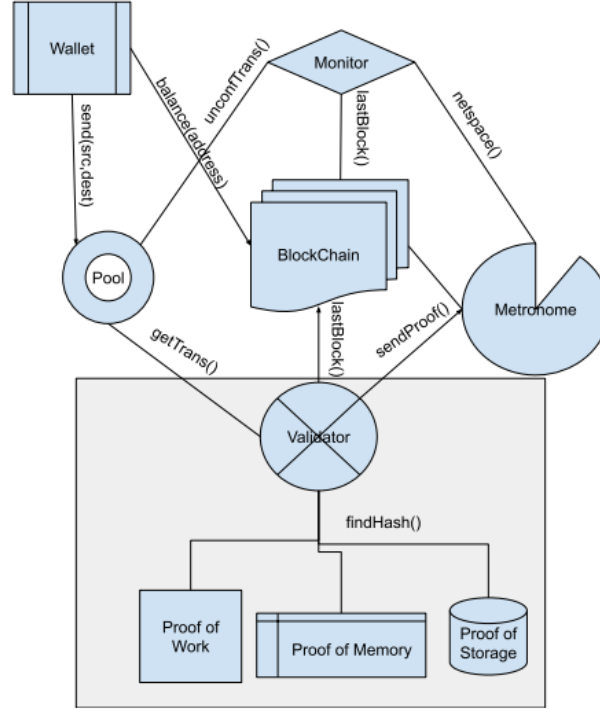 Wallet
Monitor
unconfTrans()
balance(address)
netspace()
send(src,dest)
lastBlock()
BlockChain
Pool
Metronome
lastBlock()
sendProof()
getTrans()
Validator
findHash()
Proof of
Work
Proof of Memory
Proof of
Storage